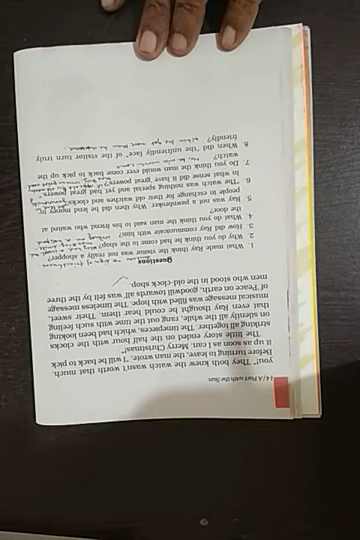 14/A Pact with the Sun
you!" They both knew the watch wasn't worth that much.
Before turning to leave, the man wrote, "I will be back to pick
it up as soon as I can. Merry Christmas."
The little story ended on the half hour with the clocks
striking all together. The timepieces, which had been looking
on silently all the while, rang out the time with such feeling
that even Ray thought he could hear them. Their sweet,
musical message was filled with hope. The timeless message
of 'Peace on earth, goodwill towards all' was felt by the three
men who stood in the old-clock shop.
Questions
1. What made Ray think the visitor was not really a shopper?
2. Why do you think he had come to the shop?
3. How did Ray communicate with him?
4. What do you think the man said to his friend who waited at
the door?
5. Ray was not a pawnbroker. Why then did he lend money to
people in exchange for their old watches and clocks?
6. "The watch was nothing special and yet had great powers."
In what sense did it have great powers?
7. Do you think the man would ever come back to pick up the
watch?
8. When did "the unfriendly face" of the visitor turn truly
friendly?